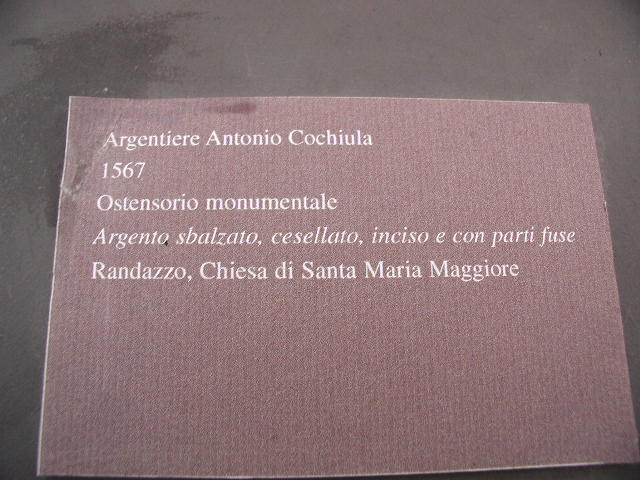 Argentiere Antonio Cochiula
1567
Ostensorio monumentale
Argento sbalzato, cesellato, inciso e con parti fuse
Randazzo, Chiesa di Santa Maria Maggiore